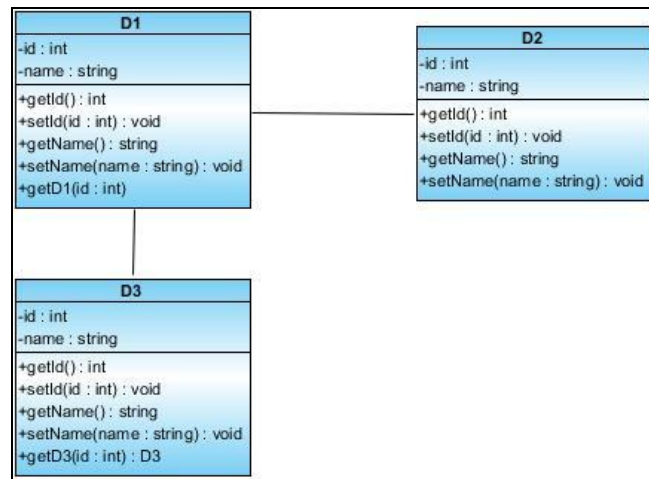 D1
-id : int
-name : string
+getId() : int
+setId(id : int) : void
+getName() : string
+setName(name : string) : void
+getD1(id : int)
D2
-id : int
-name : string
+getId() : int
+setId(id : int) : void
+getName() : string
+setName(name : string) : void
D3
-id : int
-name : string
+getId() : int
+setId(id : int) : void
+getName() : string
+setName(name : string) : void
+getD3(id : int) : D3